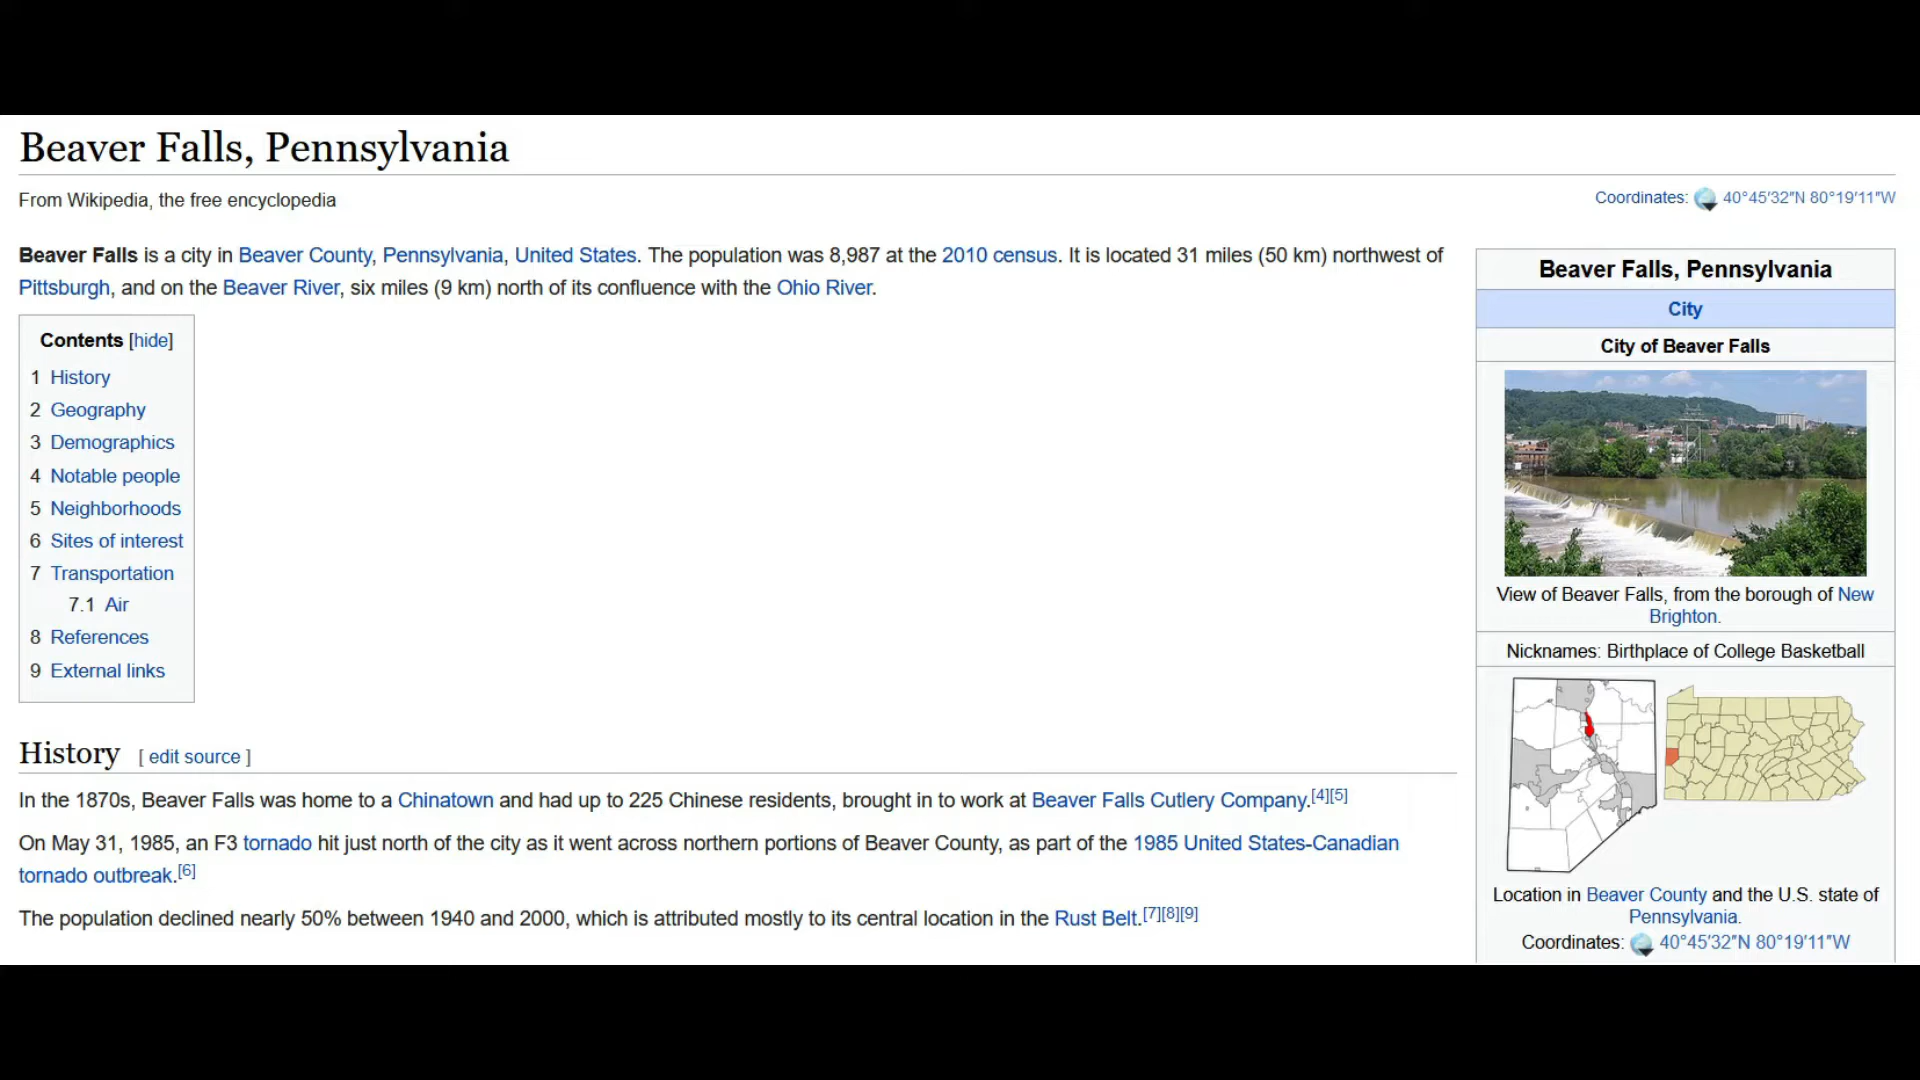 Beaver Falls, Pennsylvania
From Wikipedia, the free encyclopedia
Coordinates: 40°45′32″N 80°19′11″W
Beaver Falls is a city in Beaver County, Pennsylvania, United States. The population was 8,987 at the 2010 census. It is located 31 miles (50 km) northwest of
Pittsburgh, and on the Beaver River, six miles (9 km) north of its confluence with the Ohio River.
Contents [hide]
1 History
2 Geography
3 Demographics
4 Notable people
5 Neighborhoods
6 Sites of interest
7 Transportation
7.1 Air
8 References
9 External links
History [ edit source ]
In the 1870s, Beaver Falls was home to a Chinatown and had up to 225 Chinese residents, brought in to work at Beaver Falls Cutlery Company.[4][5]
On May 31, 1985, an F3 tornado hit just north of the city as it went across northern portions of Beaver County, as part of the 1985 United States-Canadian
tornado outbreak.[6]
The population declined nearly 50% between 1940 and 2000, which is attributed mostly to its central location in the Rust Belt.[7][8][9]
Beaver Falls, Pennsylvania
City
City of Beaver Falls
View of Beaver Falls, from the borough of New
Brighton.
Nicknames: Birthplace of College Basketball
Location in Beaver County and the U.S. state of
Pennsylvania.
Coordinates: 40°45′32″N 80°19′11″W